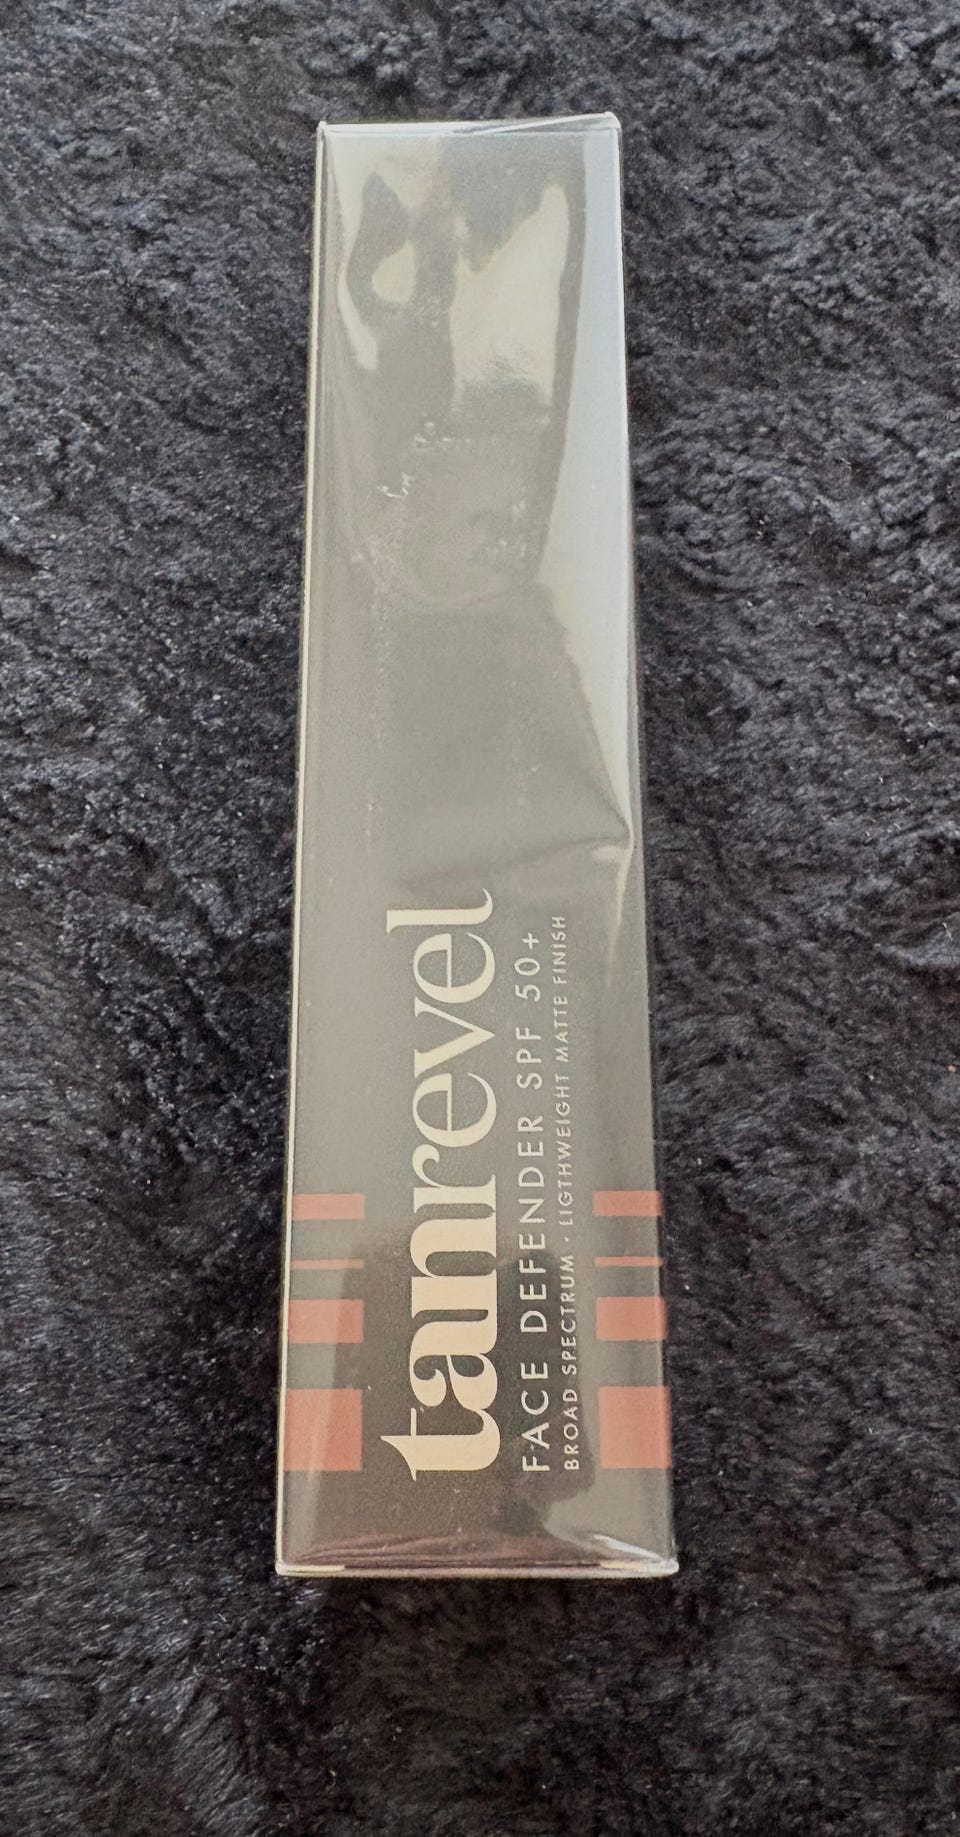 tanrevel
FACE DEFENDER SPF 50+
BROAD SPECTRUM · LIGTHWEIGHT MATTE FINISH